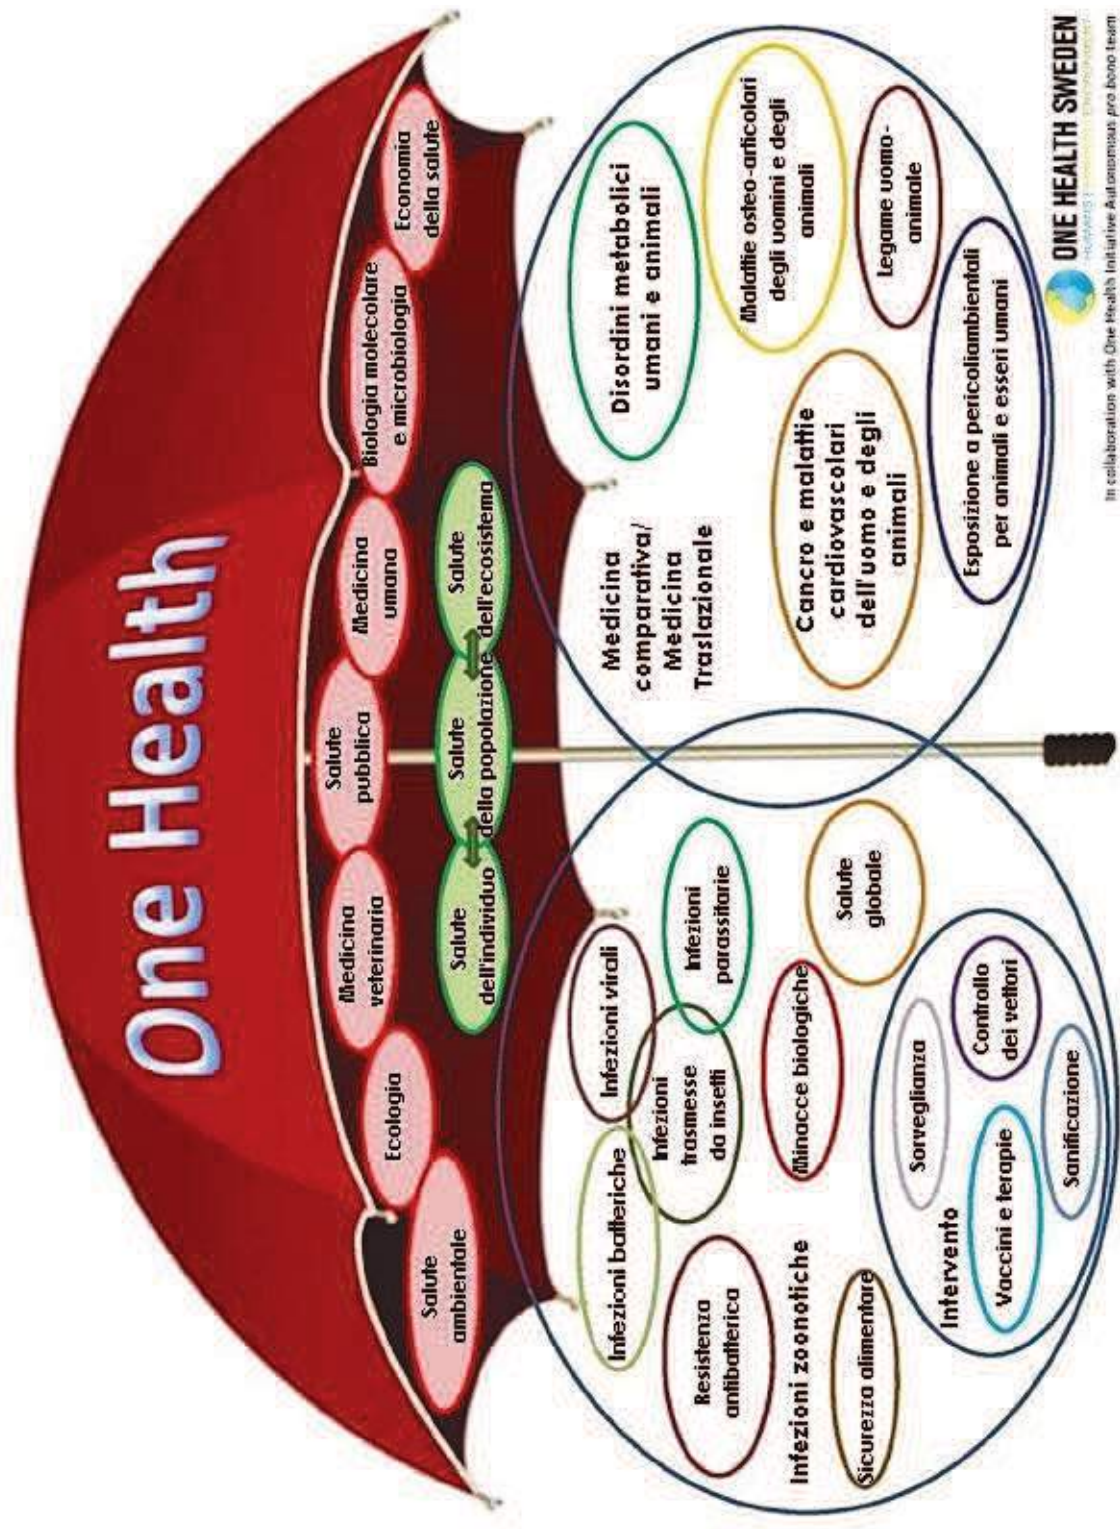 One Health
Salute
ambientale
Ecologia
Medicina
veterinaria
Salute
pubblica
Medicina
umana
Biologia molecolare
e microbiologia
Economia
della salute
Salute
dell'individuo
Salute
della popolazione
Salute
dell'ecosistema
Infezioni batteriche
Infezioni virali
Infezioni
trasmesse
da insetti
Infezioni
parassitarie
Resistenza
antibatterica
Minacce biologiche
Infezioni zoonotiche
Salute
globale
Sicurezza alimentare
Intervento
Sorveglianza
Vaccini e terapie
Controllo
dei vettori
Sanificazione
Medicina
comparativa/
Medicina
Traslazionale
Disordini metabolici
umani e animali
Malattie osteo-articolari
degli uomini e degli
animali
Cancro e malattie
cardiovascolari
dell'uomo e degli
animali
Legame uomo-
animale
Esposizione a pericoliambientali
per animali e esseri umani
ONE HEALTH SWEDEN
HUMANS | ANIMALS | ENVIRONMENT
In collaboration with One Health Initiative Autonomous pro bono team